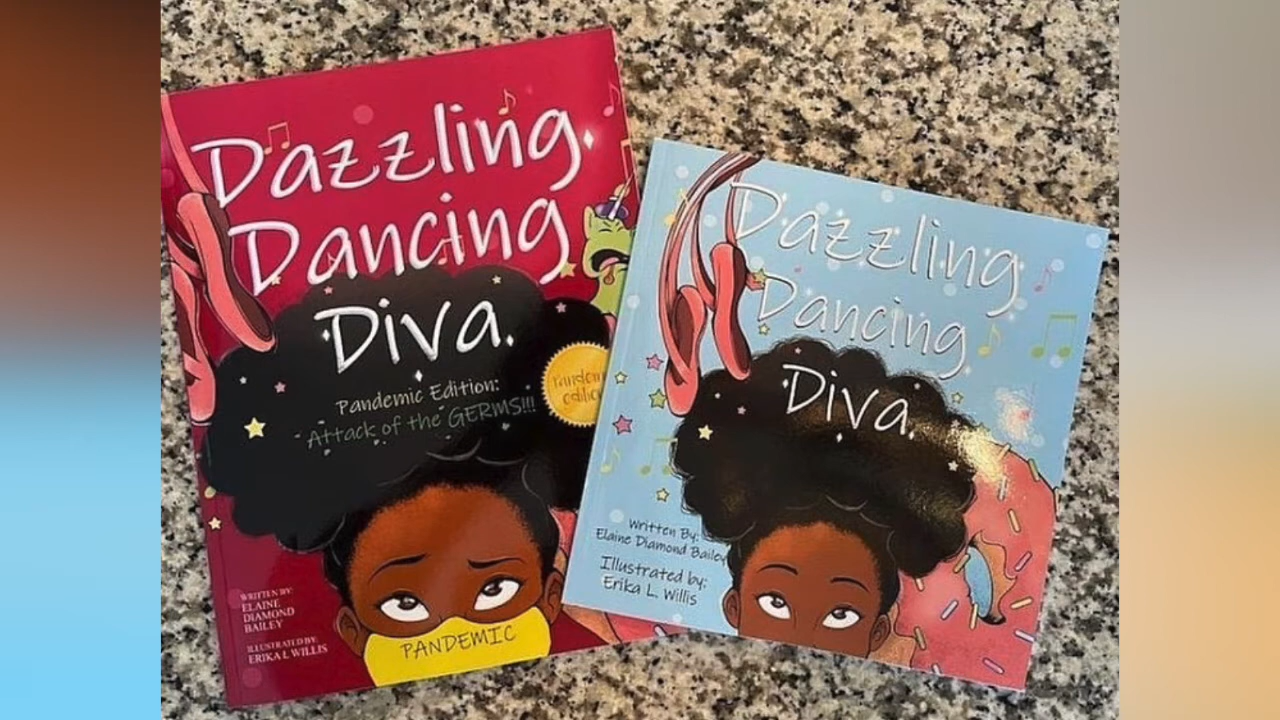 Dazzling
Dancing
Diva.
Pandemic Edition:
Attack of the GERMS!!!
edition
WRITTEN BY:
ELAINE
DIAMOND
BAILEY
ILLUSTRATED BY:
ERIKA L WILLIS
PANDEMIC
Dazzling
Dancing
Diva.
Written By:
Elaine Diamond Bailey
Illustrated by:
Erika L. Willis